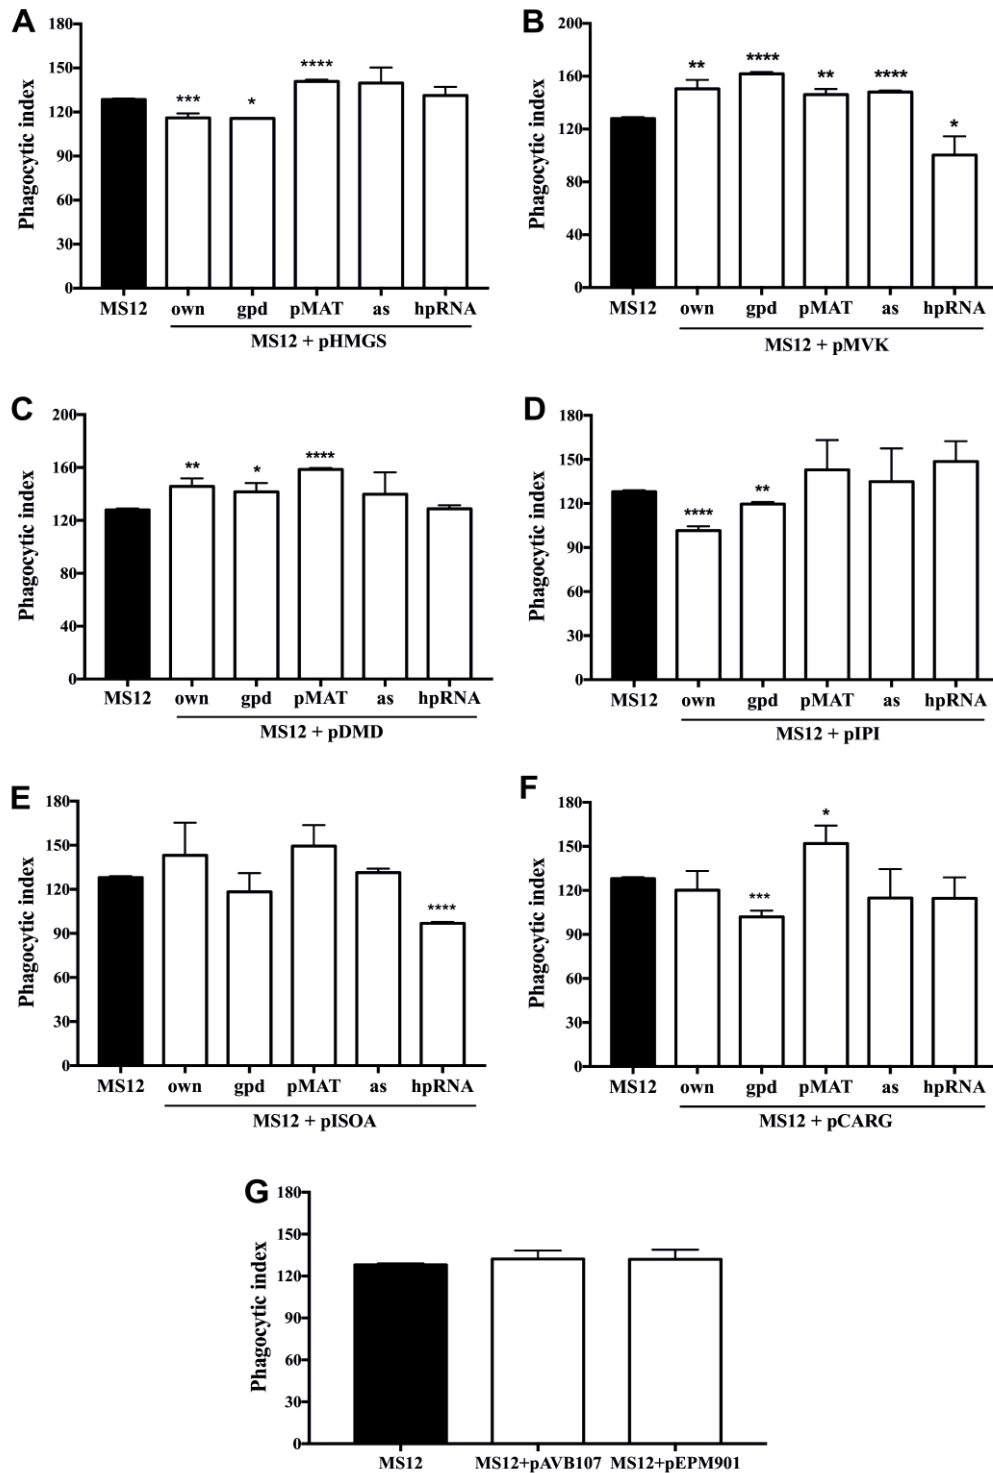 A
Phagocytic index
180
150
120
90
60
30
0
*** * ****
MS12 own gpd pMAT as hpRNA
MS12 + pHMGS
B
Phagocytic index
200
160
120
80
40
0
** **** ** **** *
MS12 own gpd pMAT as hpRNA
MS12 + pMVK
C
Phagocytic index
200
160
120
80
40
0
** * ****
MS12 own gpd pMAT as hpRNA
MS12 + pDMD
D
Phagocytic index
180
150
120
90
60
30
0
**** **
MS12 own gpd pMAT as hpRNA
MS12 + pIPI
E
Phagocytic index
180
150
120
90
60
30
0
****
MS12 own gpd pMAT as hpRNA
MS12 + pISOA
F
Phagocytic index
180
150
120
90
60
30
0
*** *
MS12 own gpd pMAT as hpRNA
MS12 + pCARG
G
Phagocytic index
180
150
120
90
60
30
0
MS12 MS12+pAVB107 MS12+pEPM901